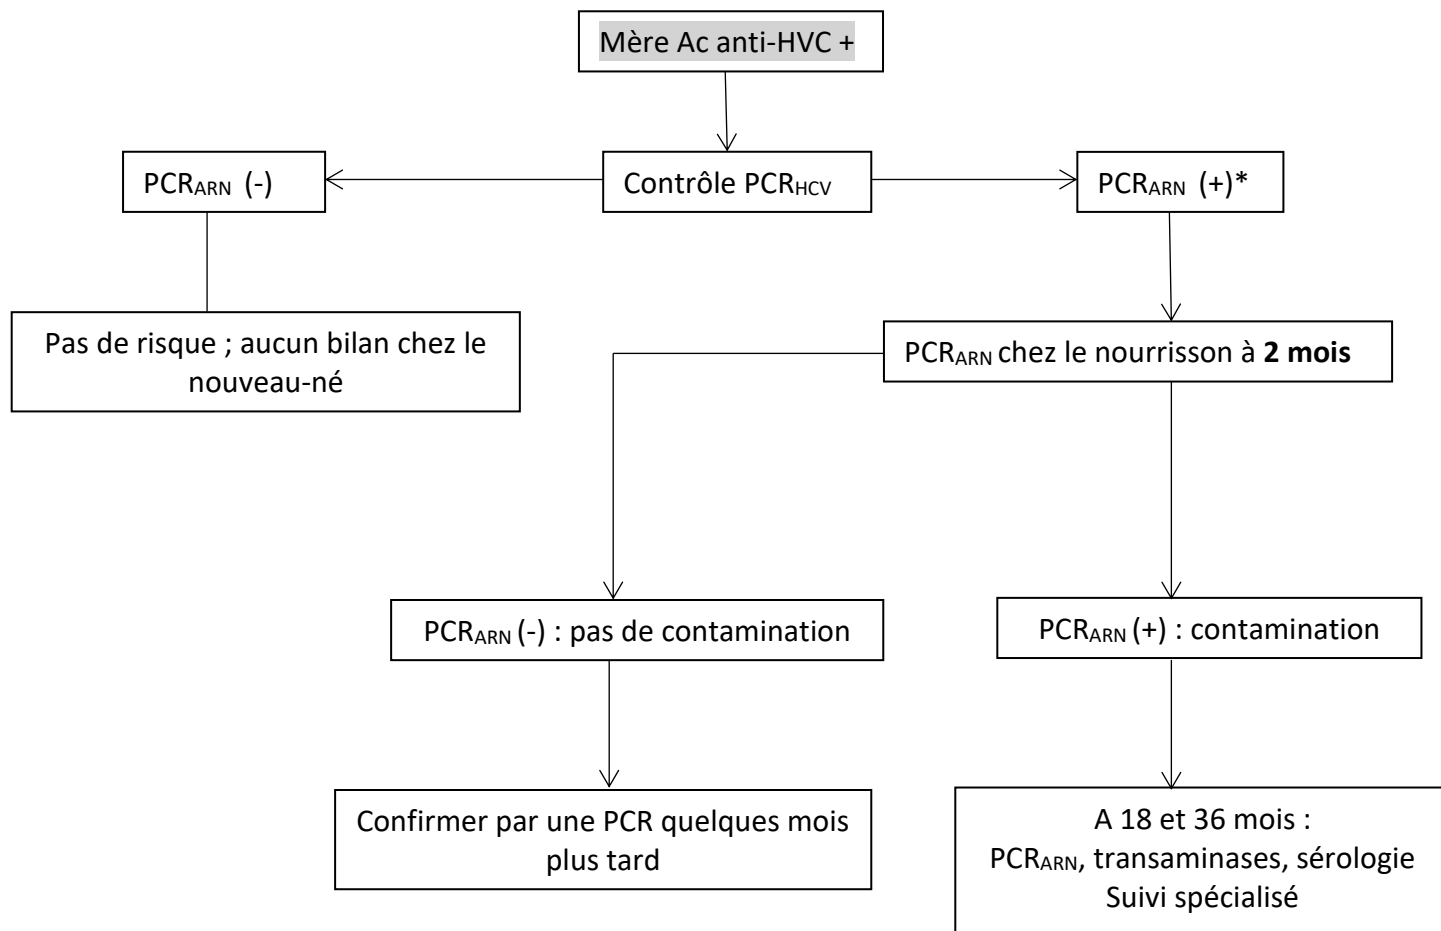 Mère Ac anti-HVC +
PCRARN (-)
Contrôle PCRHCV
PCRARN (+)*
Pas de risque ; aucun bilan chez le
nouveau-né
PCRARN chez le nourrisson à 2 mois
PCRARN (-) : pas de contamination
PCRARN (+) : contamination
Confirmer par une PCR quelques mois
plus tard
A 18 et 36 mois :
PCRARN, transaminases, sérologie
Suivi spécialisé